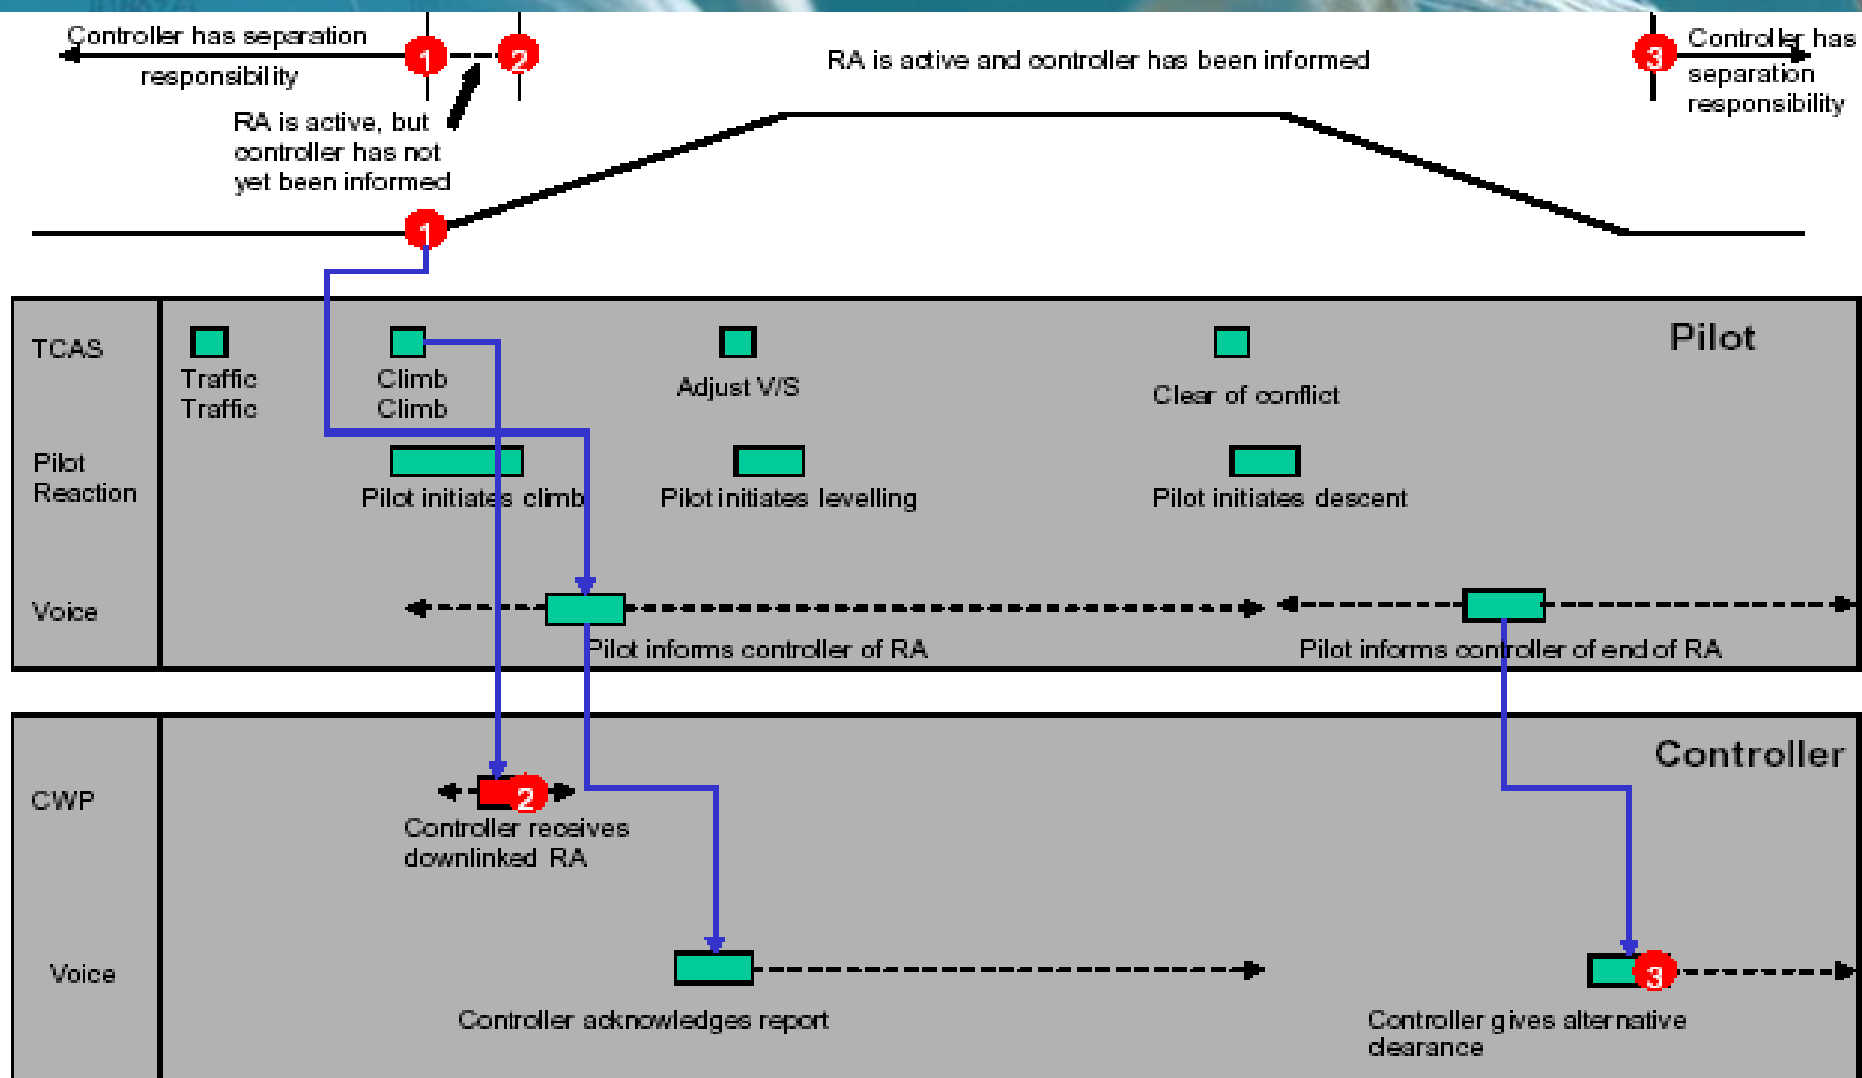 Controller has separation
responsibility
1
2
RA is active and controller has been informed
3
Controller has
separation
responsibility
RA is active, but
controller has not
yet been informed
1
Pilot
TCAS
Traffic
Traffic
Climb
Climb
Adjust V/S
Clear of conflict
Pilot
Reaction
Pilot initiates climb
Pilot initiates levelling
Pilot initiates descent
Voice
Pilot informs controller of RA
Pilot informs controller of end of RA
Controller
CWP
2
Controller receives
downlinked RA
Voice
3
Controller acknowledges report
Controller gives alternative
clearance